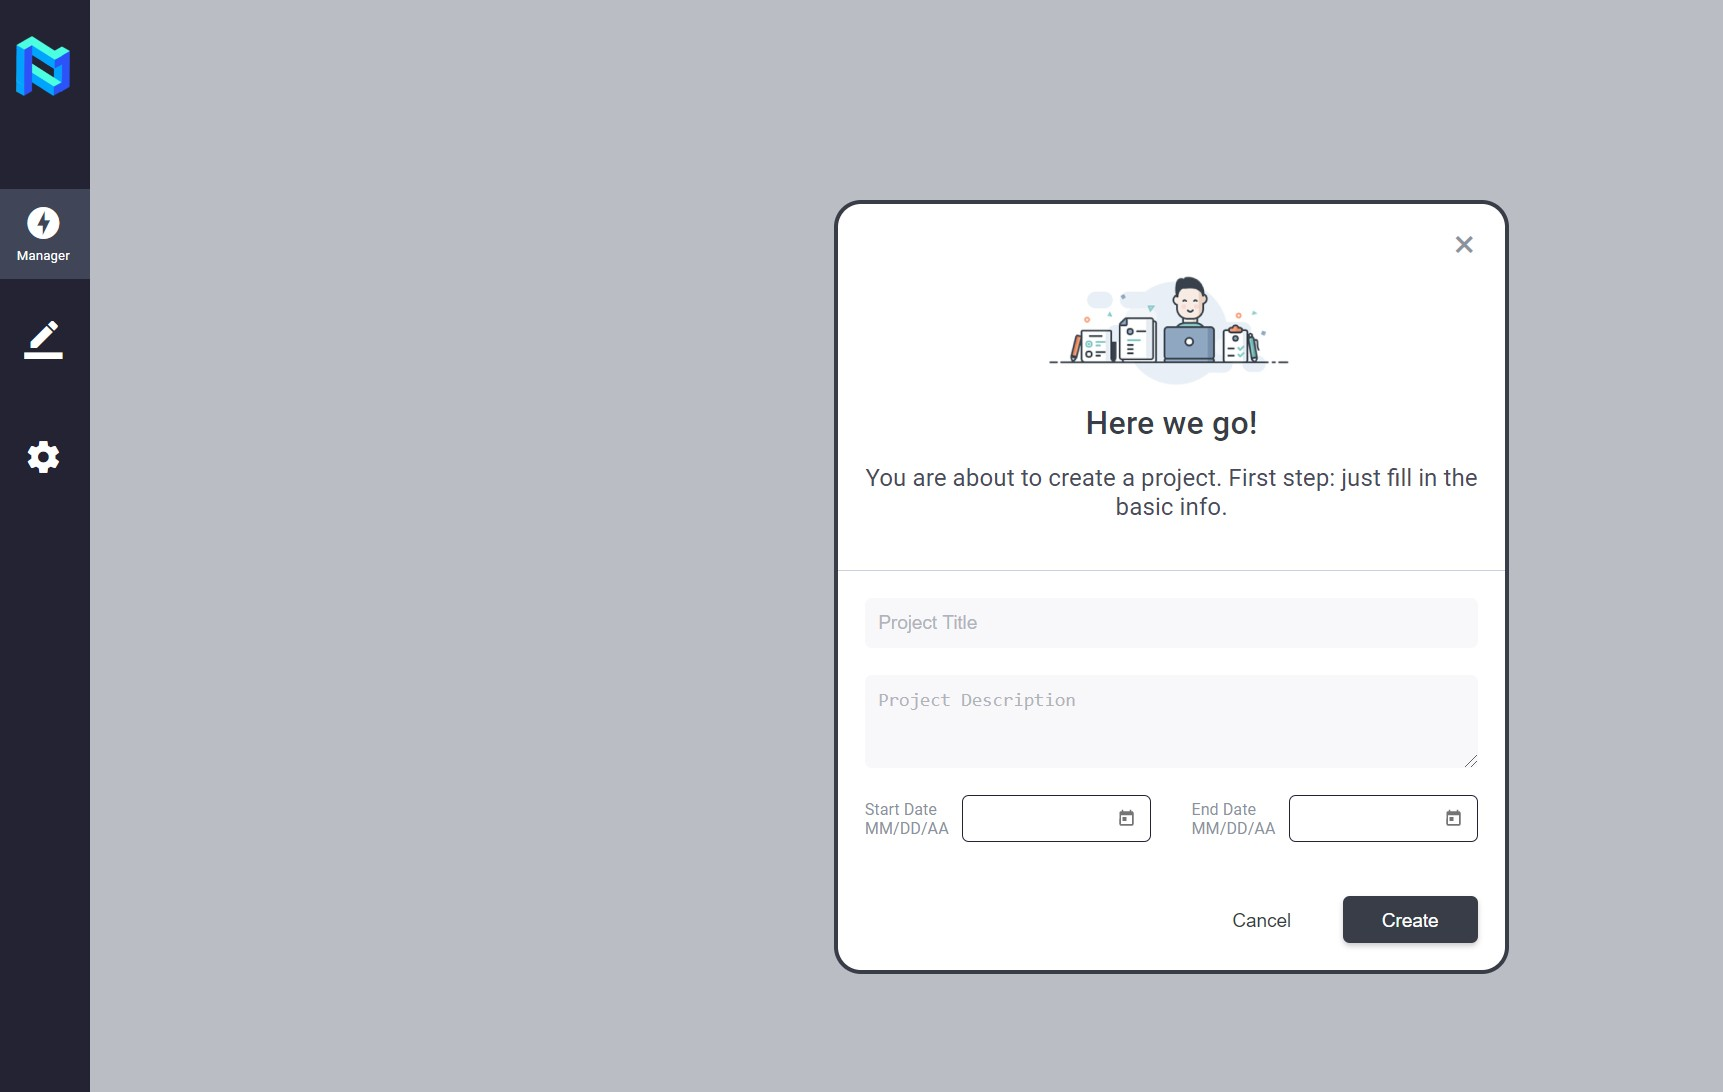 Manager
Here we go!
You are about to create a project. First step: just fill in the
basic info.
Project Title
Project Description
Start Date
MM/DD/AA
End Date
MM/DD/AA
Cancel
Create